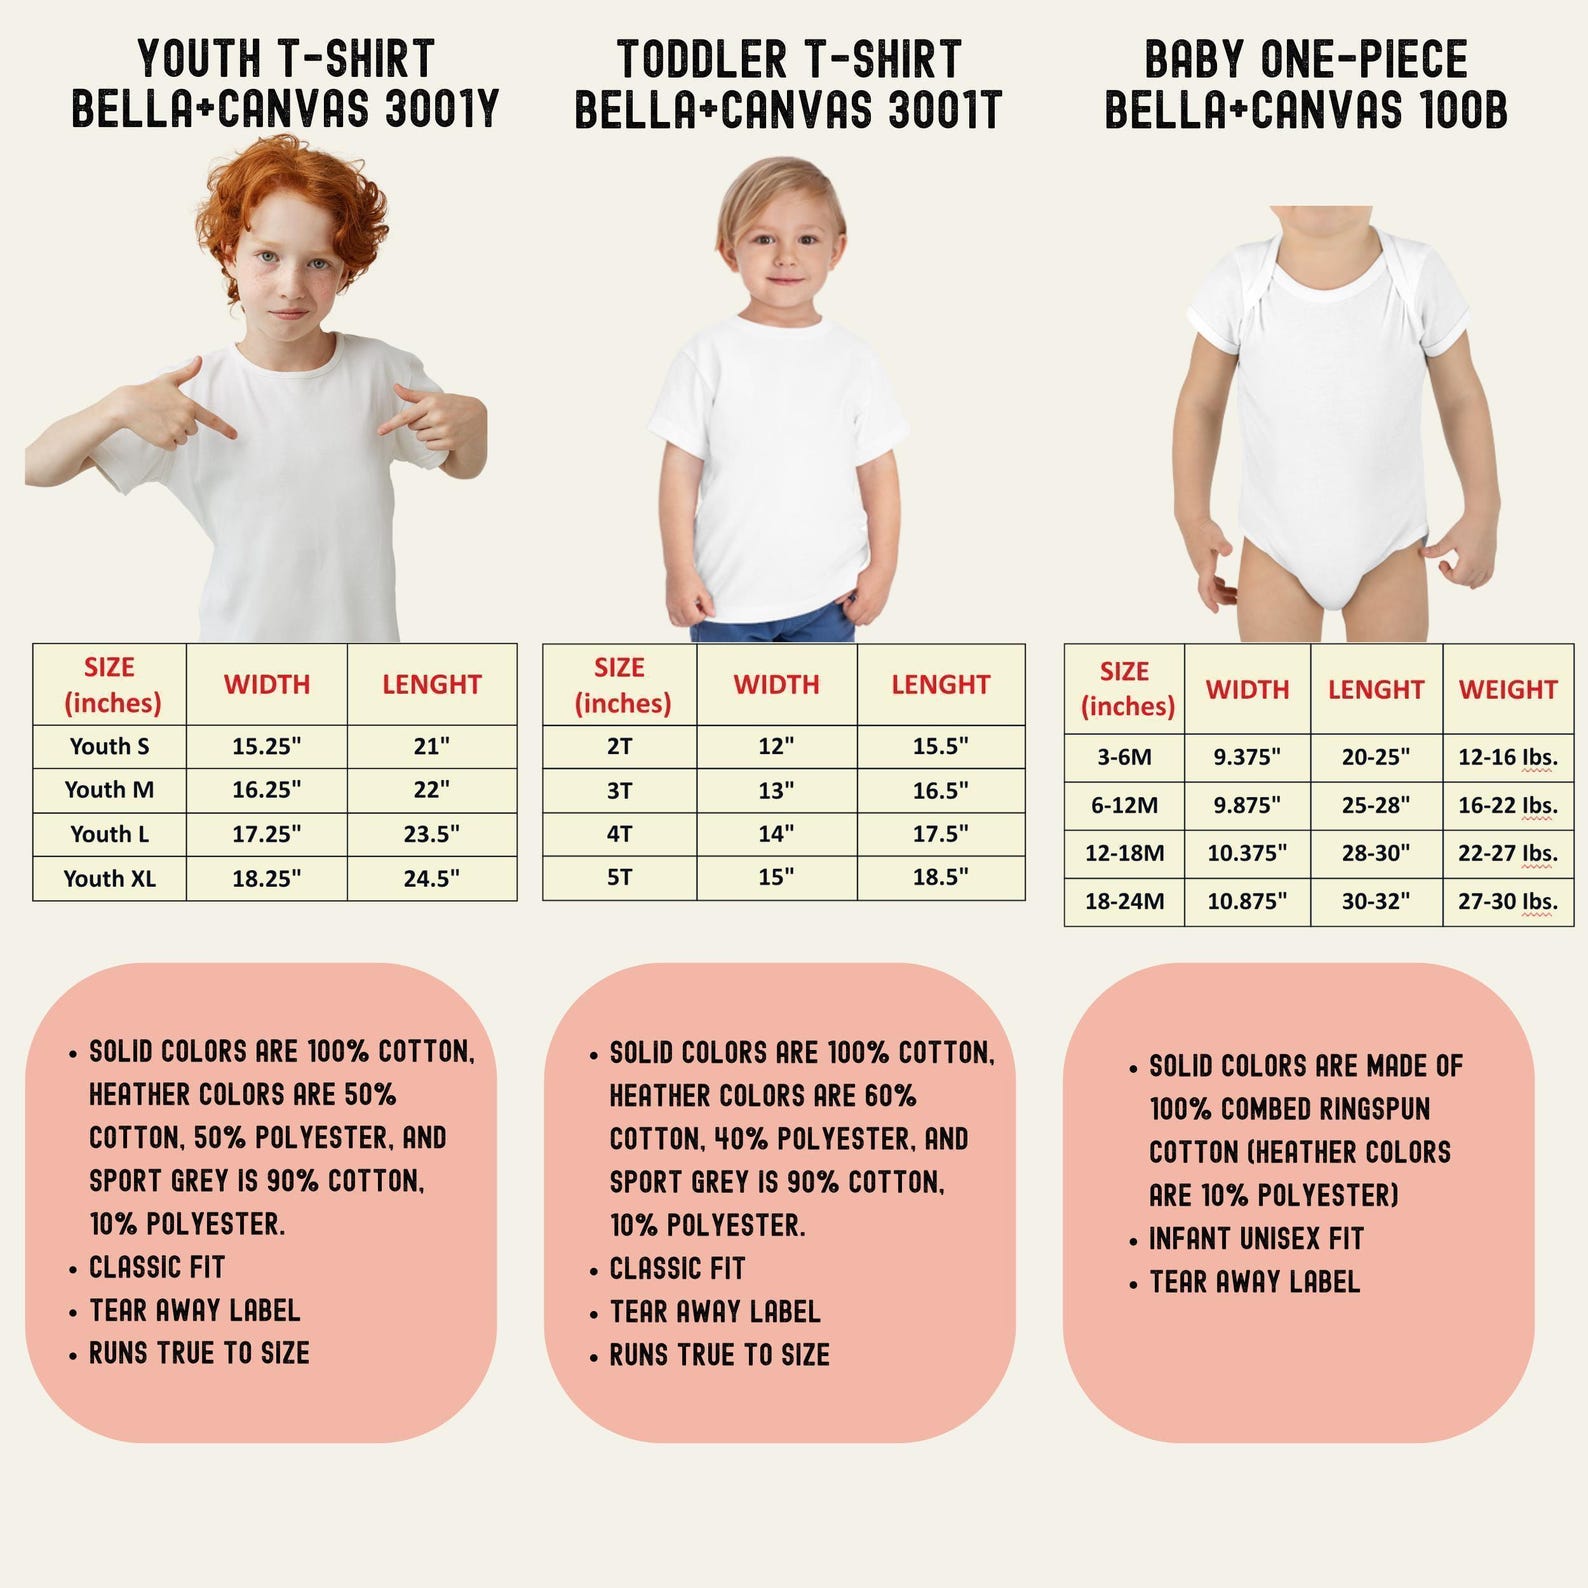 YOUTH T-SHIRT
BELLA+CANVAS 3001Y
TODDLER T-SHIRT
BELLA+CANVAS 3001T
BABY ONE-PIECE
BELLA+CANVAS 100B
SIZE (inches) WIDTH LENGHT
Youth S 15.25" 21"
Youth M 16.25" 22"
Youth L 17.25" 23.5"
Youth XL 18.25" 24.5"
SIZE (inches) WIDTH LENGHT
2T 12" 15.5"
3T 13" 16.5"
4T 14" 17.5"
5T 15" 18.5"
SIZE (inches) WIDTH LENGHT WEIGHT
3-6M 9.375" 20-25" 12-16 lbs.
6-12M 9.875" 25-28" 16-22 lbs.
12-18M 10.375" 28-30" 22-27 lbs.
18-24M 10.875" 30-32" 27-30 lbs.
• SOLID COLORS ARE 100% COTTON,
HEATHER COLORS ARE 50%
COTTON, 50% POLYESTER, AND
SPORT GREY IS 90% COTTON,
10% POLYESTER.
• CLASSIC FIT
• TEAR AWAY LABEL
• RUNS TRUE TO SIZE
• SOLID COLORS ARE 100% COTTON,
HEATHER COLORS ARE 60%
COTTON, 40% POLYESTER, AND
SPORT GREY IS 90% COTTON,
10% POLYESTER.
• CLASSIC FIT
• TEAR AWAY LABEL
• RUNS TRUE TO SIZE
• SOLID COLORS ARE MADE OF
100% COMBED RINGSPUN
COTTON (HEATHER COLORS
ARE 10% POLYESTER)
• INFANT UNISEX FIT
• TEAR AWAY LABEL